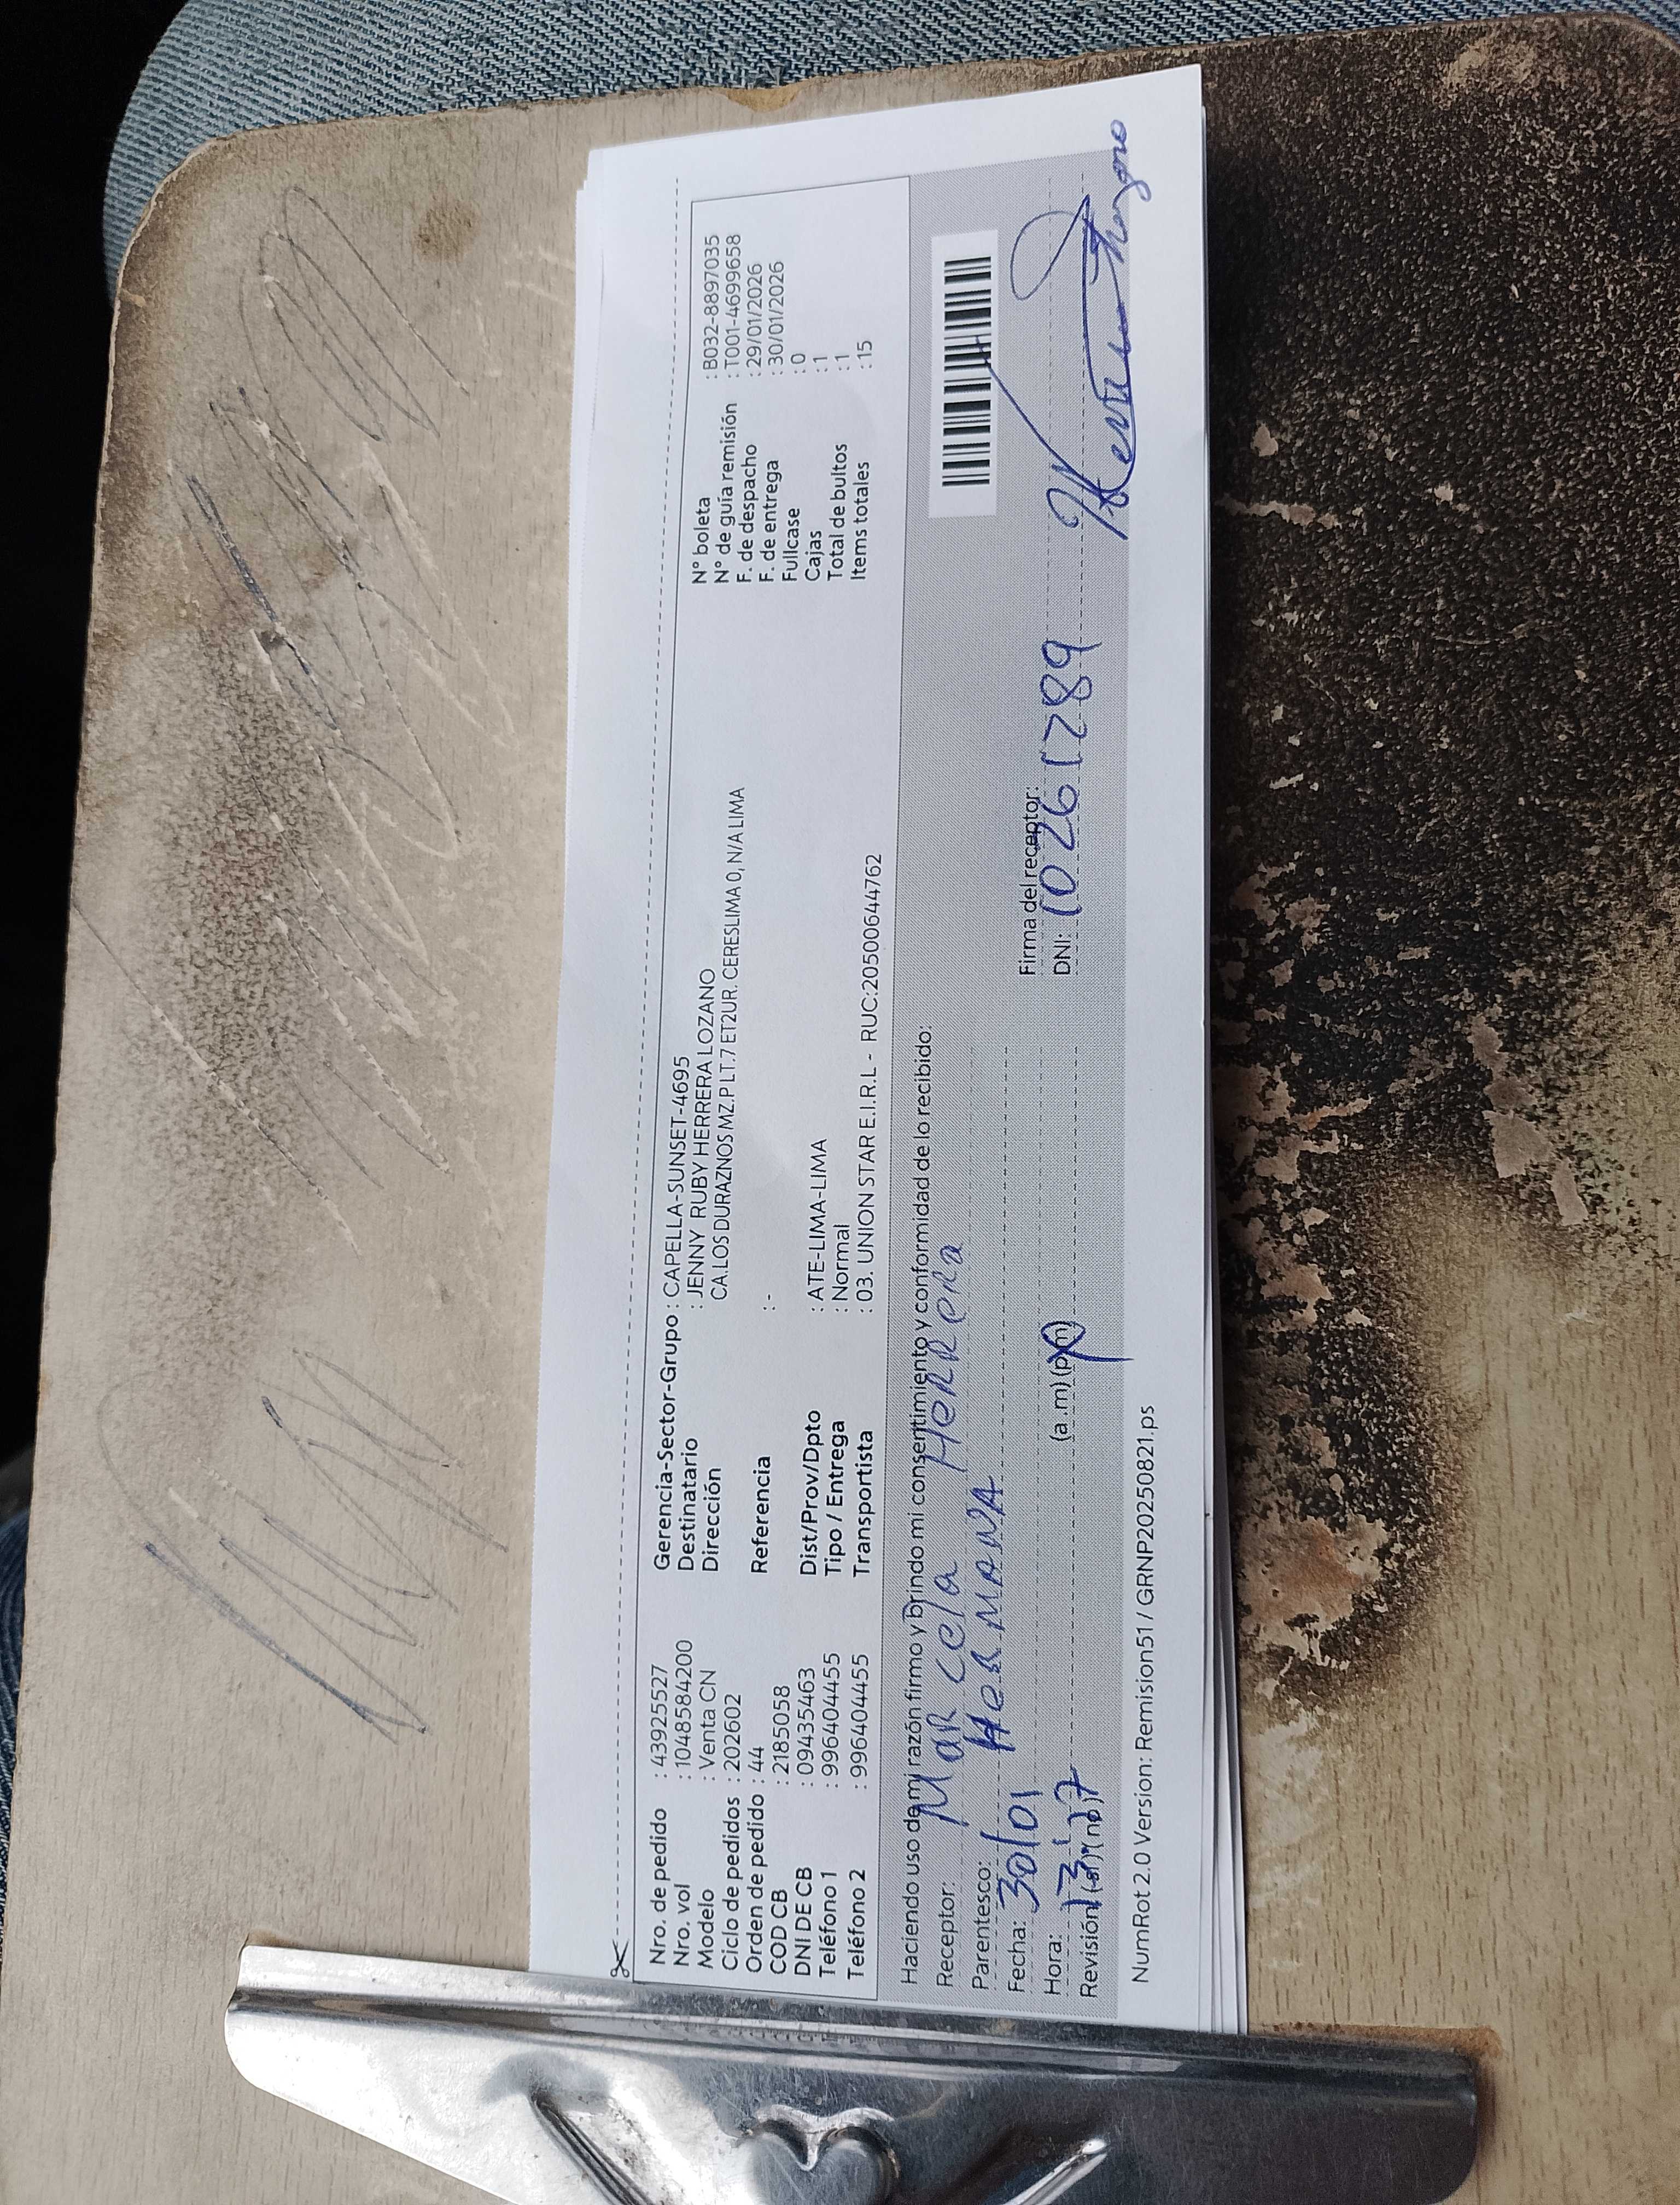 Nro. de pedido : 43925527
Nro. vol : 10485842​00
Modelo : Venta CN
Ciclo de pedidos : 202602
Orden de pedido : 44
COD CB : 2185058
DNI DE CB : 09435463
Teléfono 1 : 996404455
Teléfono 2 : 996404455
Gerencia-Sector-Grupo : CAPELLA-SUNSET-4695
Destinatario : JENNY RUBY HERRERA LOZANO
Dirección CA.LOS DURAZNOS MZ.P LT.7 ET2UR. CERESLIMA 0, N/A LIMA
Referencia : -
Dist/Prov/Dpto : ATE-LIMA-LIMA
Tipo / Entrega : Normal
Transportista : 03. UNION STAR E.I.R.L - RUC:20500644762
N° boleta : B032-8897035
N° de guía remisión : T001-4699658
F. de despacho : 29/01/2026
F. de entrega : 30/01/2026
Fullcase : 0
Cajas : 1
Total de bultos : 1
Items totales : 15
Haciendo uso de mi razón firmo y brindo mi consentimiento y conformidad de lo recibido:
Receptor: Marcela Herrera
Parentesco: Hermana
Fecha: 30/01
Hora: (a.m) (p.m)
Revisión (si) (no)
Firma del receptor:
DNI: 10261289
NumRot 2.0 Version: Remision51 / GRNP20250821.ps